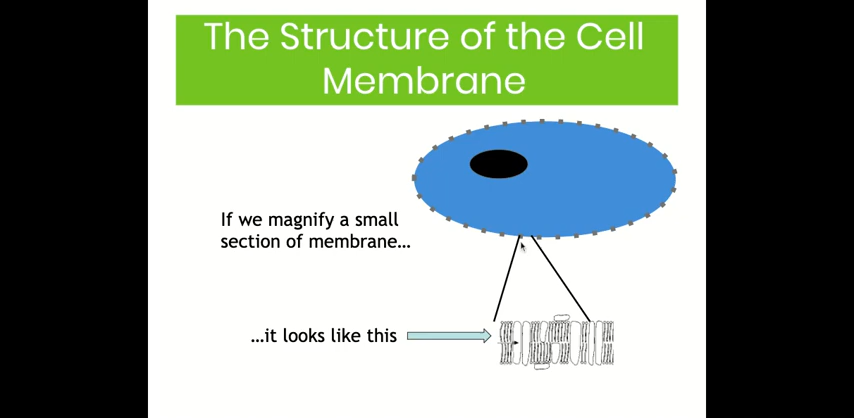 The Structure of the Cell
Membrane
If we magnify a small
section of membrane…
…it looks like this